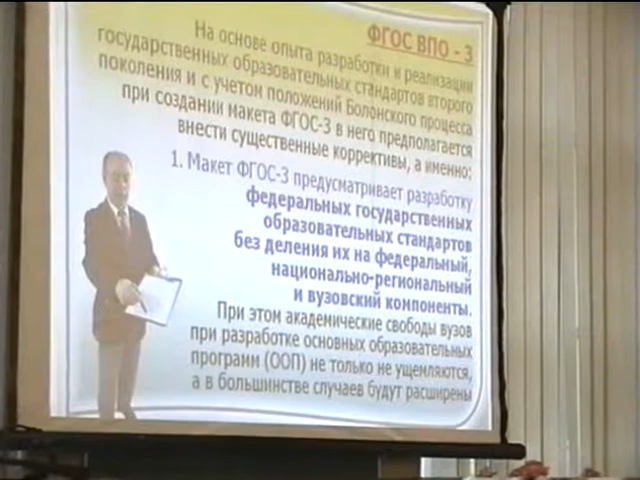 ФГОС ВПО - 3
На основе опыта разработки и реализации
государственных образовательных стандартов второго
поколения и с учетом положений Болонского процесса
при создании макета ФГОС-3 в него предполагается
внести существенные коррективы, а именно:
1. Макет ФГОС-3 предусматривает разработку
федеральных государственных
образовательных стандартов
без деления их на федеральный,
национально-региональный
и вузовский компоненты.
При этом академические свободы вузов
при разработке основных образовательных
программ (ООП) не только не ущемляются,
а в большинстве случаев будут расширены